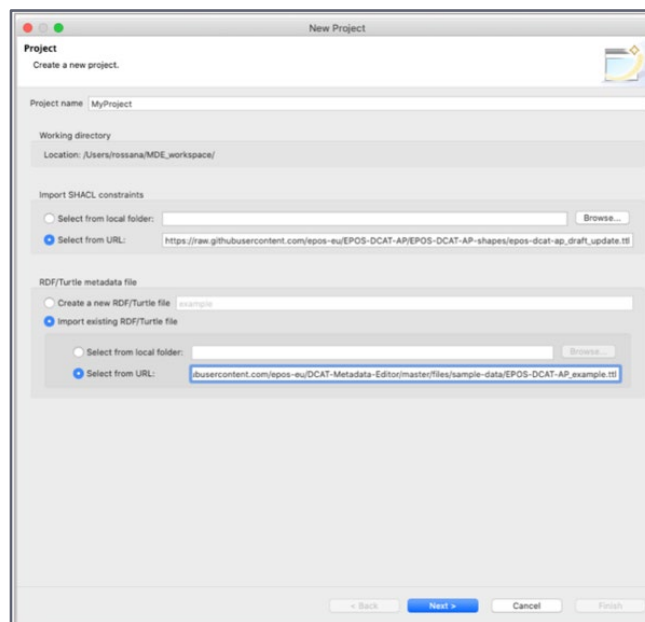 New Project
Project
Create a new project.
Project name MyProject
Working directory
Location: /Users/rossana/MDE_workspace/
Import SHACL constraints
Select from local folder: Browse...
Select from URL: https://raw.githubusercontent.com/epos-eu/EPOS-DCAT-AP/EPOS-DCAT-AP-shapes/epos-dcat-ap_draft_update.ttl
RDF/Turtle metadata file
Create a new RDF/Turtle file example
Import existing RDF/Turtle file
Select from local folder: Browse...
Select from URL: ubusercontent.com/epos-eu/DCAT-Metadata-Editor/master/files/sample-data/EPOS-DCAT-AP_example.ttl
< Back Next > Cancel Finish